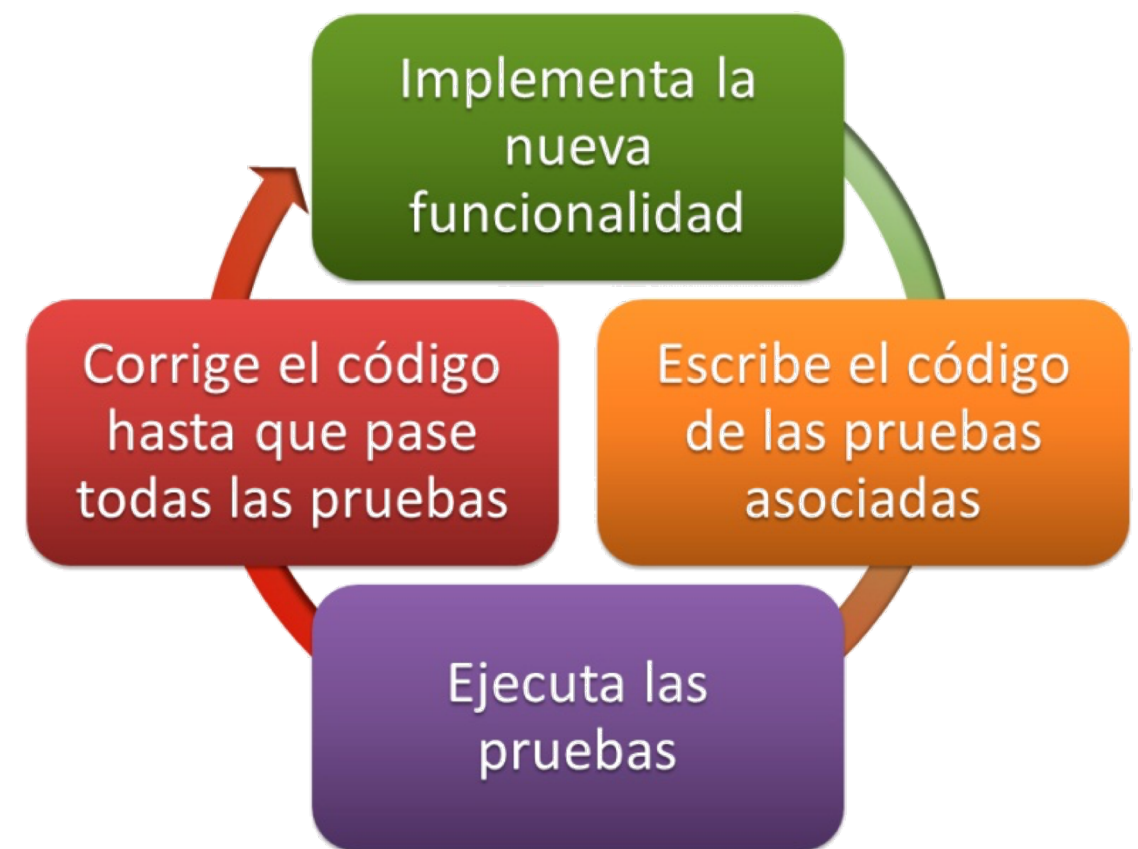 Implementa la
nueva
funcionalidad
Escribe el código
de las pruebas
asociadas
Ejecuta las
pruebas
Corrige el código
hasta que pase
todas las pruebas